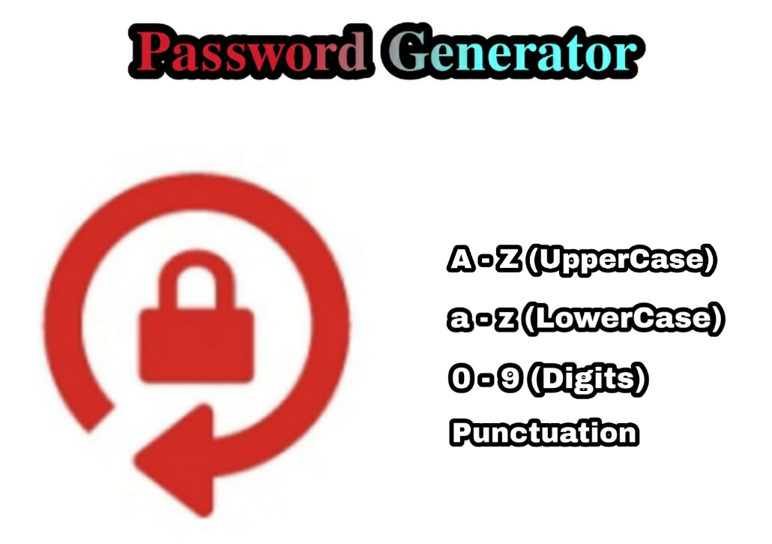 Password Generator
A - Z (UpperCase)
a - z (LowerCase)
0 - 9 (Digits)
Punctuation